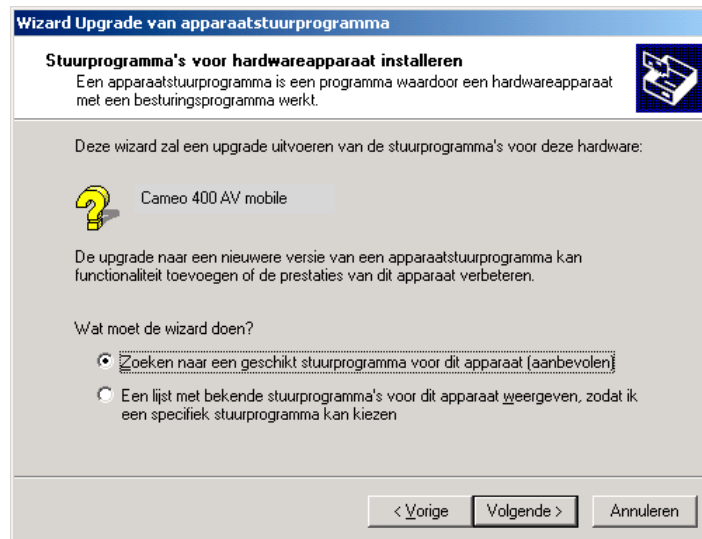 Wizard Upgrade van apparaatstuurprogramma
Stuurprogramma's voor hardwareapparaat installeren
Een apparaatstuurprogramma is een programma waardoor een hardwareapparaat
met een besturingsprogramma werkt.
Deze wizard zal een upgrade uitvoeren van de stuurprogramma's voor deze hardware:
Cameo 400 AV mobile
De upgrade naar een nieuwere versie van een apparaatstuurprogramma kan
functionaliteit toevoegen of de prestaties van dit apparaat verbeteren.
Wat moet de wizard doen?
Zoeken naar een geschikt stuurprogramma voor dit apparaat (aanbevolen)
Een lijst met bekende stuurprogramma's voor dit apparaat weergeven, zodat ik
een specifiek stuurprogramma kan kiezen
< Vorige Volgende > Annuleren